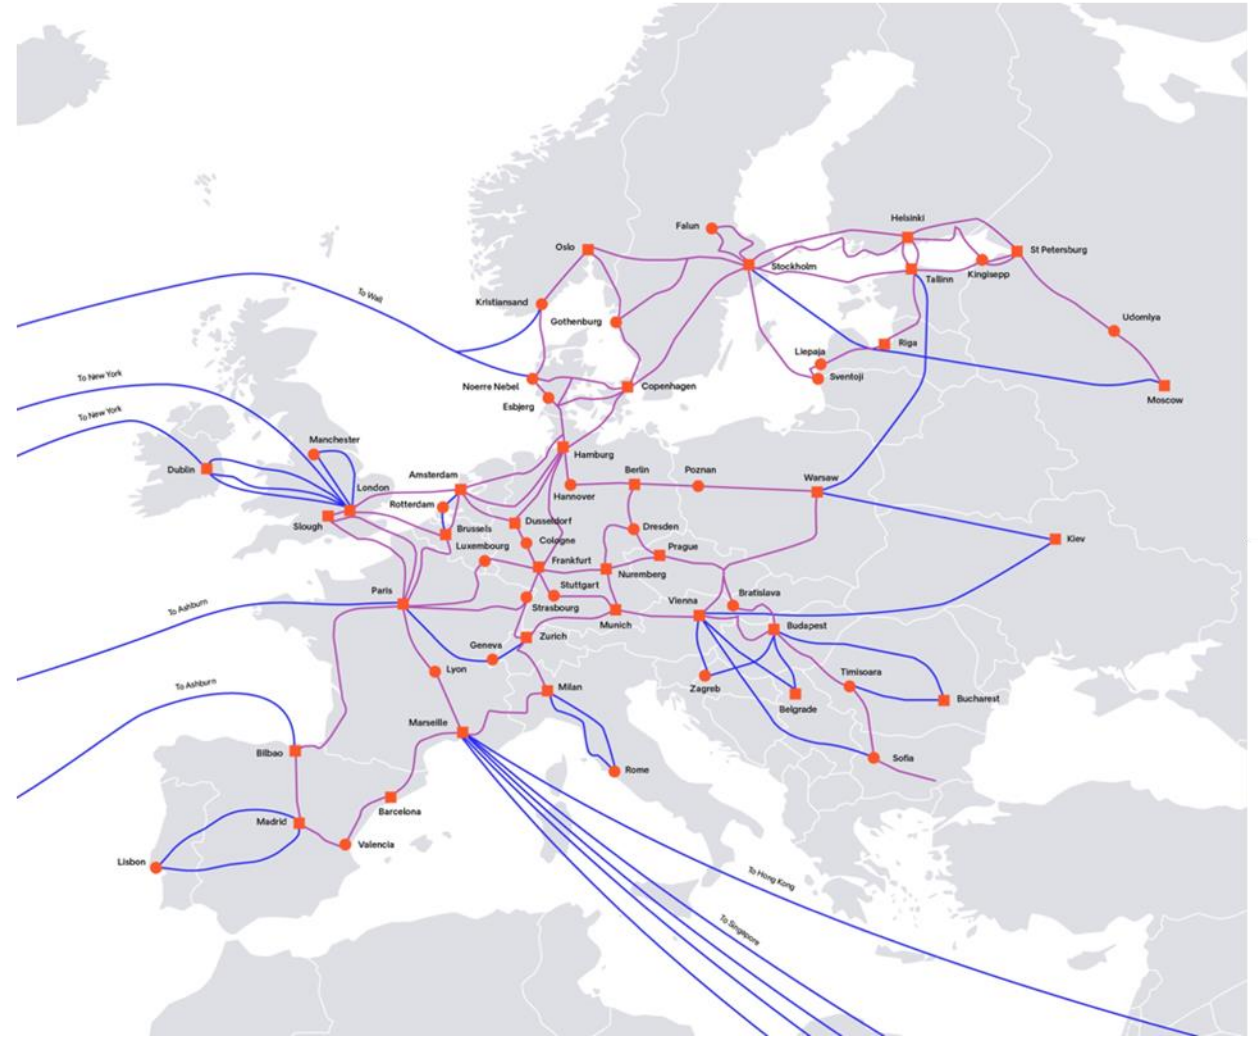 Falun
Helsinki
Oslo
St Petersburg
Stockholm
Kingisepp
Tallinn
To Wall
Kristiansand
Gothenburg
Udomlya
Riga
Liepaja
To New York
Sventoji
Noerre Nebel
Copenhagen
Moscow
Esbjerg
To New York
Manchester
Hamburg
Dublin
Amsterdam
Berlin
Poznan
Warsaw
London
Hannover
Rotterdam
Slough
Brussels
Dusseldorf
Dresden
Cologne
Kiev
Luxembourg
Prague
Frankfurt
Nuremberg
Stuttgart
Paris
Bratislava
Vienna
To Ashburn
Strasbourg
Munich
Budapest
Zurich
Geneva
Lyon
Timisoara
To Ashburn
Milan
Zagreb
Bucharest
Belgrade
Marseille
Bilbao
Sofia
Rome
Barcelona
Madrid
Valencia
Lisbon
To Hong Kong
To Singapore